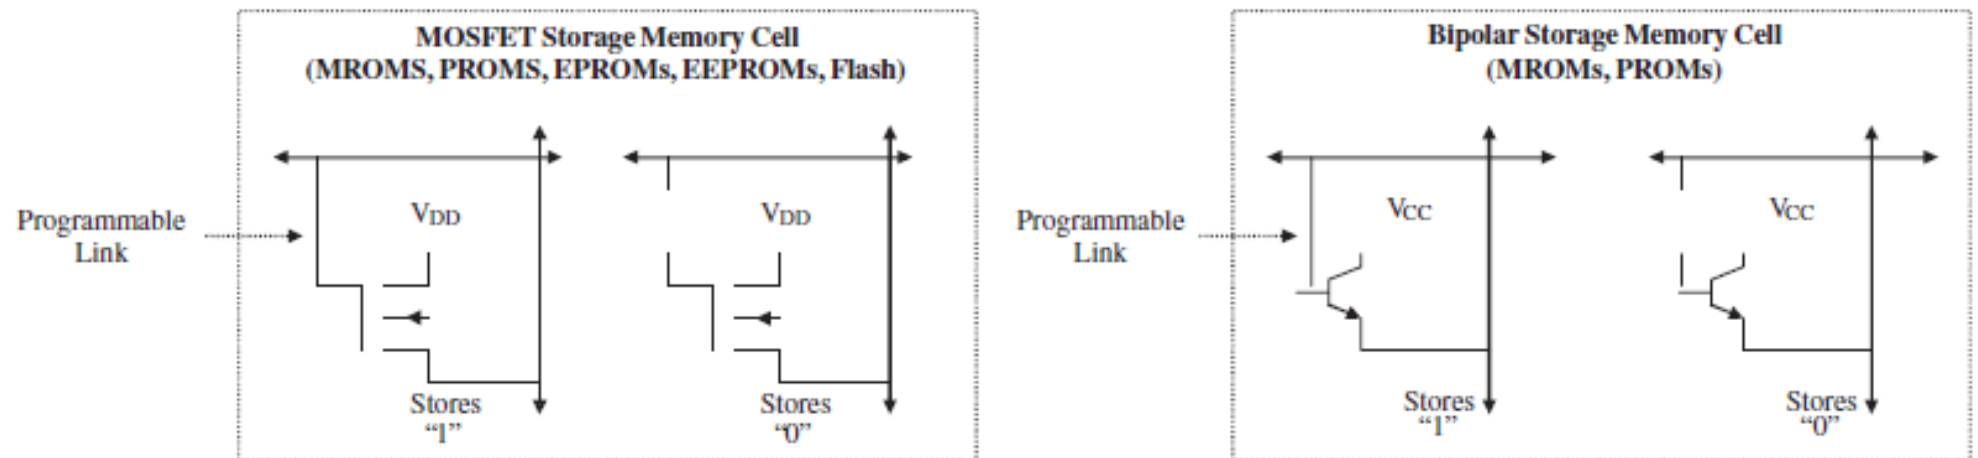 MOSFET Storage Memory Cell
(MROMS, PROMS, EPROMs, EEPROMs, Flash)
Programmable
Link
VDD
VDD
Stores
“1”
Stores
“0”
Bipolar Storage Memory Cell
(MROMs, PROMs)
Programmable
Link
VCC
VCC
Stores
“1”
Stores
“0”